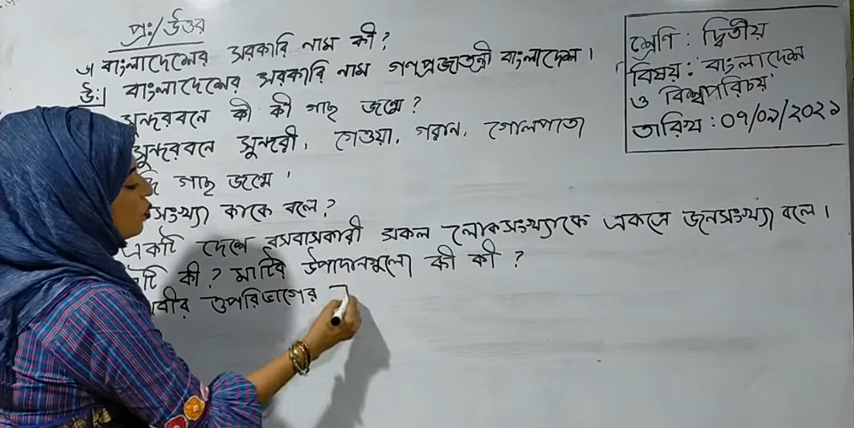 প্রঃ/উত্তর
১। বাংলাদেশের সরকারি নাম কী?
উঃ। বাংলাদেশের সরকারি নাম গণপ্রজাতন্ত্রী বাংলাদেশ।
সুন্দরবনে কী কী গাছ জন্মে?
সুন্দরবনে সুন্দরী, গেওয়া, গরান, গোলপাতা
গাছ জন্মে।
সংখ্যা কাকে বলে?
একটি দেশে বসবাসকারী সকল লোকসংখ্যাকে একত্রে জনসংখ্যা বলে।
কী? মাটির উপাদানগুলো কী কী?
উপরিভাগের
শ্রেণি: দ্বিতীয়
বিষয়: 'বাংলাদেশ
ও বিশ্বপরিচয়'
তারিখ: ০৭/০৯/২০২১